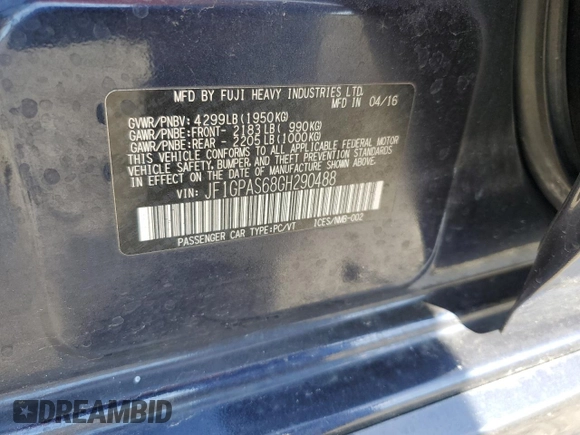 MFD BY FUJI HEAVY INDUSTRIES LTD.
MFD IN 04/16
GVWR/PNBV: 4299LB(1950KG)
GAWR/PNBE:FRONT- 2183LB( 990KG)
GAWR/PNBE:REAR - 2205LB(1000KG)
THIS VEHICLE CONFORMS TO ALL APPLICABLE FEDERAL MOTOR
VEHICLE SAFETY, BUMPER, AND THEFT PREVENTION STANDARDS
IN EFFECT ON THE DATE OF MANUFACTURE SHOWN ABOVE.
VIN: JF1GPAS68GH290488
PASSENGER CAR TYPE:PC/VT ICES/NMB-002
DREAMBID